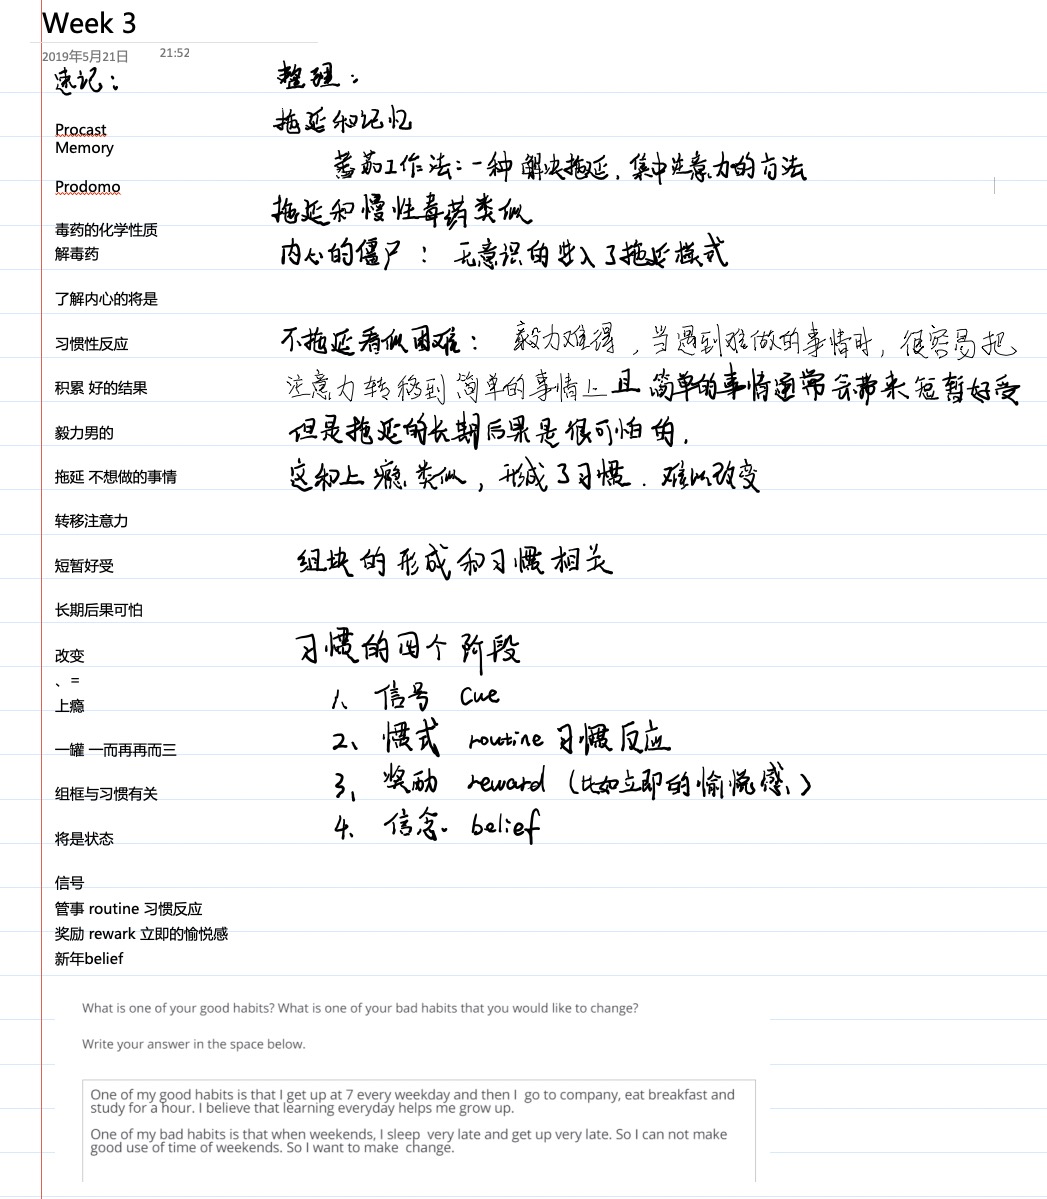 Week 3
2019年5月21日 21:52
速记：
Procast
Memory
Prodomo
毒药的化学性质
解毒药
了解内心的将是
习惯性反应
积累 好的结果
毅力男的
拖延 不想做的事情
转移注意力
短暂好受
长期后果可怕
改变
、=
上瘾
一罐 一而再再而三
组框与习惯有关
将是状态
信号
管事 routine 习惯反应
奖励 rewark 立即的愉悦感
新年belief
整理：
拖延和记忆
蕃茄工作法：一种解决拖延，集中注意力的方法
拖延和慢性毒药类似
内心的僵尸：无意识的进入了拖延模式
不拖延看似困难：毅力难得，当遇到难做的事情时，很容易把
注意力转移到简单的事情上且简单的事情通常会带来短暂好受
但是拖延的长期后果是很可怕的.
这和上瘾类似，形成了习惯．难以改变
组块的形成和习惯相关
习惯的四个阶段
1、信号 Cue
2、惯式 routine 习惯反应
3、奖励 reward（比如立即的愉悦感、）
4、信念. belief
What is one of your good habits? What is one of your bad habits that you would like to change?
Write your answer in the space below.
One of my good habits is that I get up at 7 every weekday and then I  go to company, eat breakfast and
study for a hour. I believe that learning everyday helps me grow up.
One of my bad habits is that when weekends, I sleep  very late and get up very late. So I can not make
good use of time of weekends. So I want to make  change.